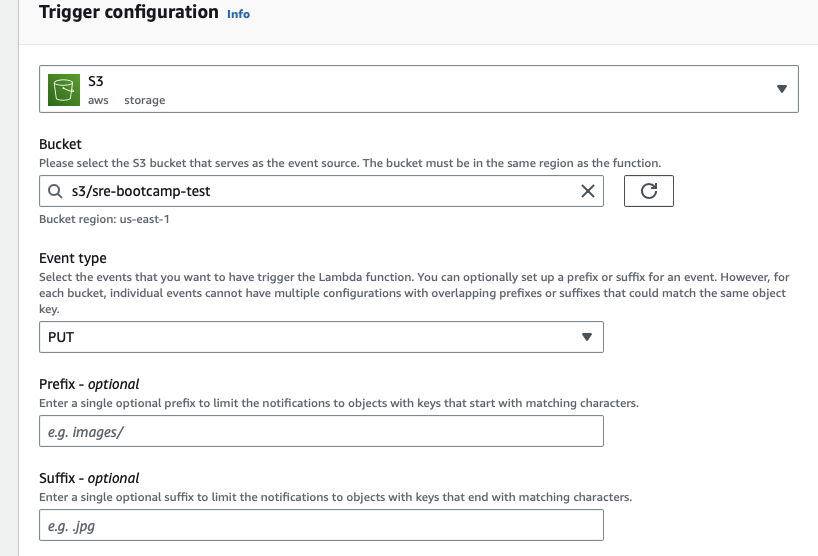 Trigger configuration Info
S3
aws storage
Bucket
Please select the S3 bucket that serves as the event source. The bucket must be in the same region as the function.
s3/sre-bootcamp-test
Bucket region: us-east-1
Event type
Select the events that you want to have trigger the Lambda function. You can optionally set up a prefix or suffix for an event. However, for
each bucket, individual events cannot have multiple configurations with overlapping prefixes or suffixes that could match the same object
key.
PUT
Prefix - optional
Enter a single optional prefix to limit the notifications to objects with keys that start with matching characters.
e.g. images/
Suffix - optional
Enter a single optional suffix to limit the notifications to objects with keys that end with matching characters.
e.g. .jpg